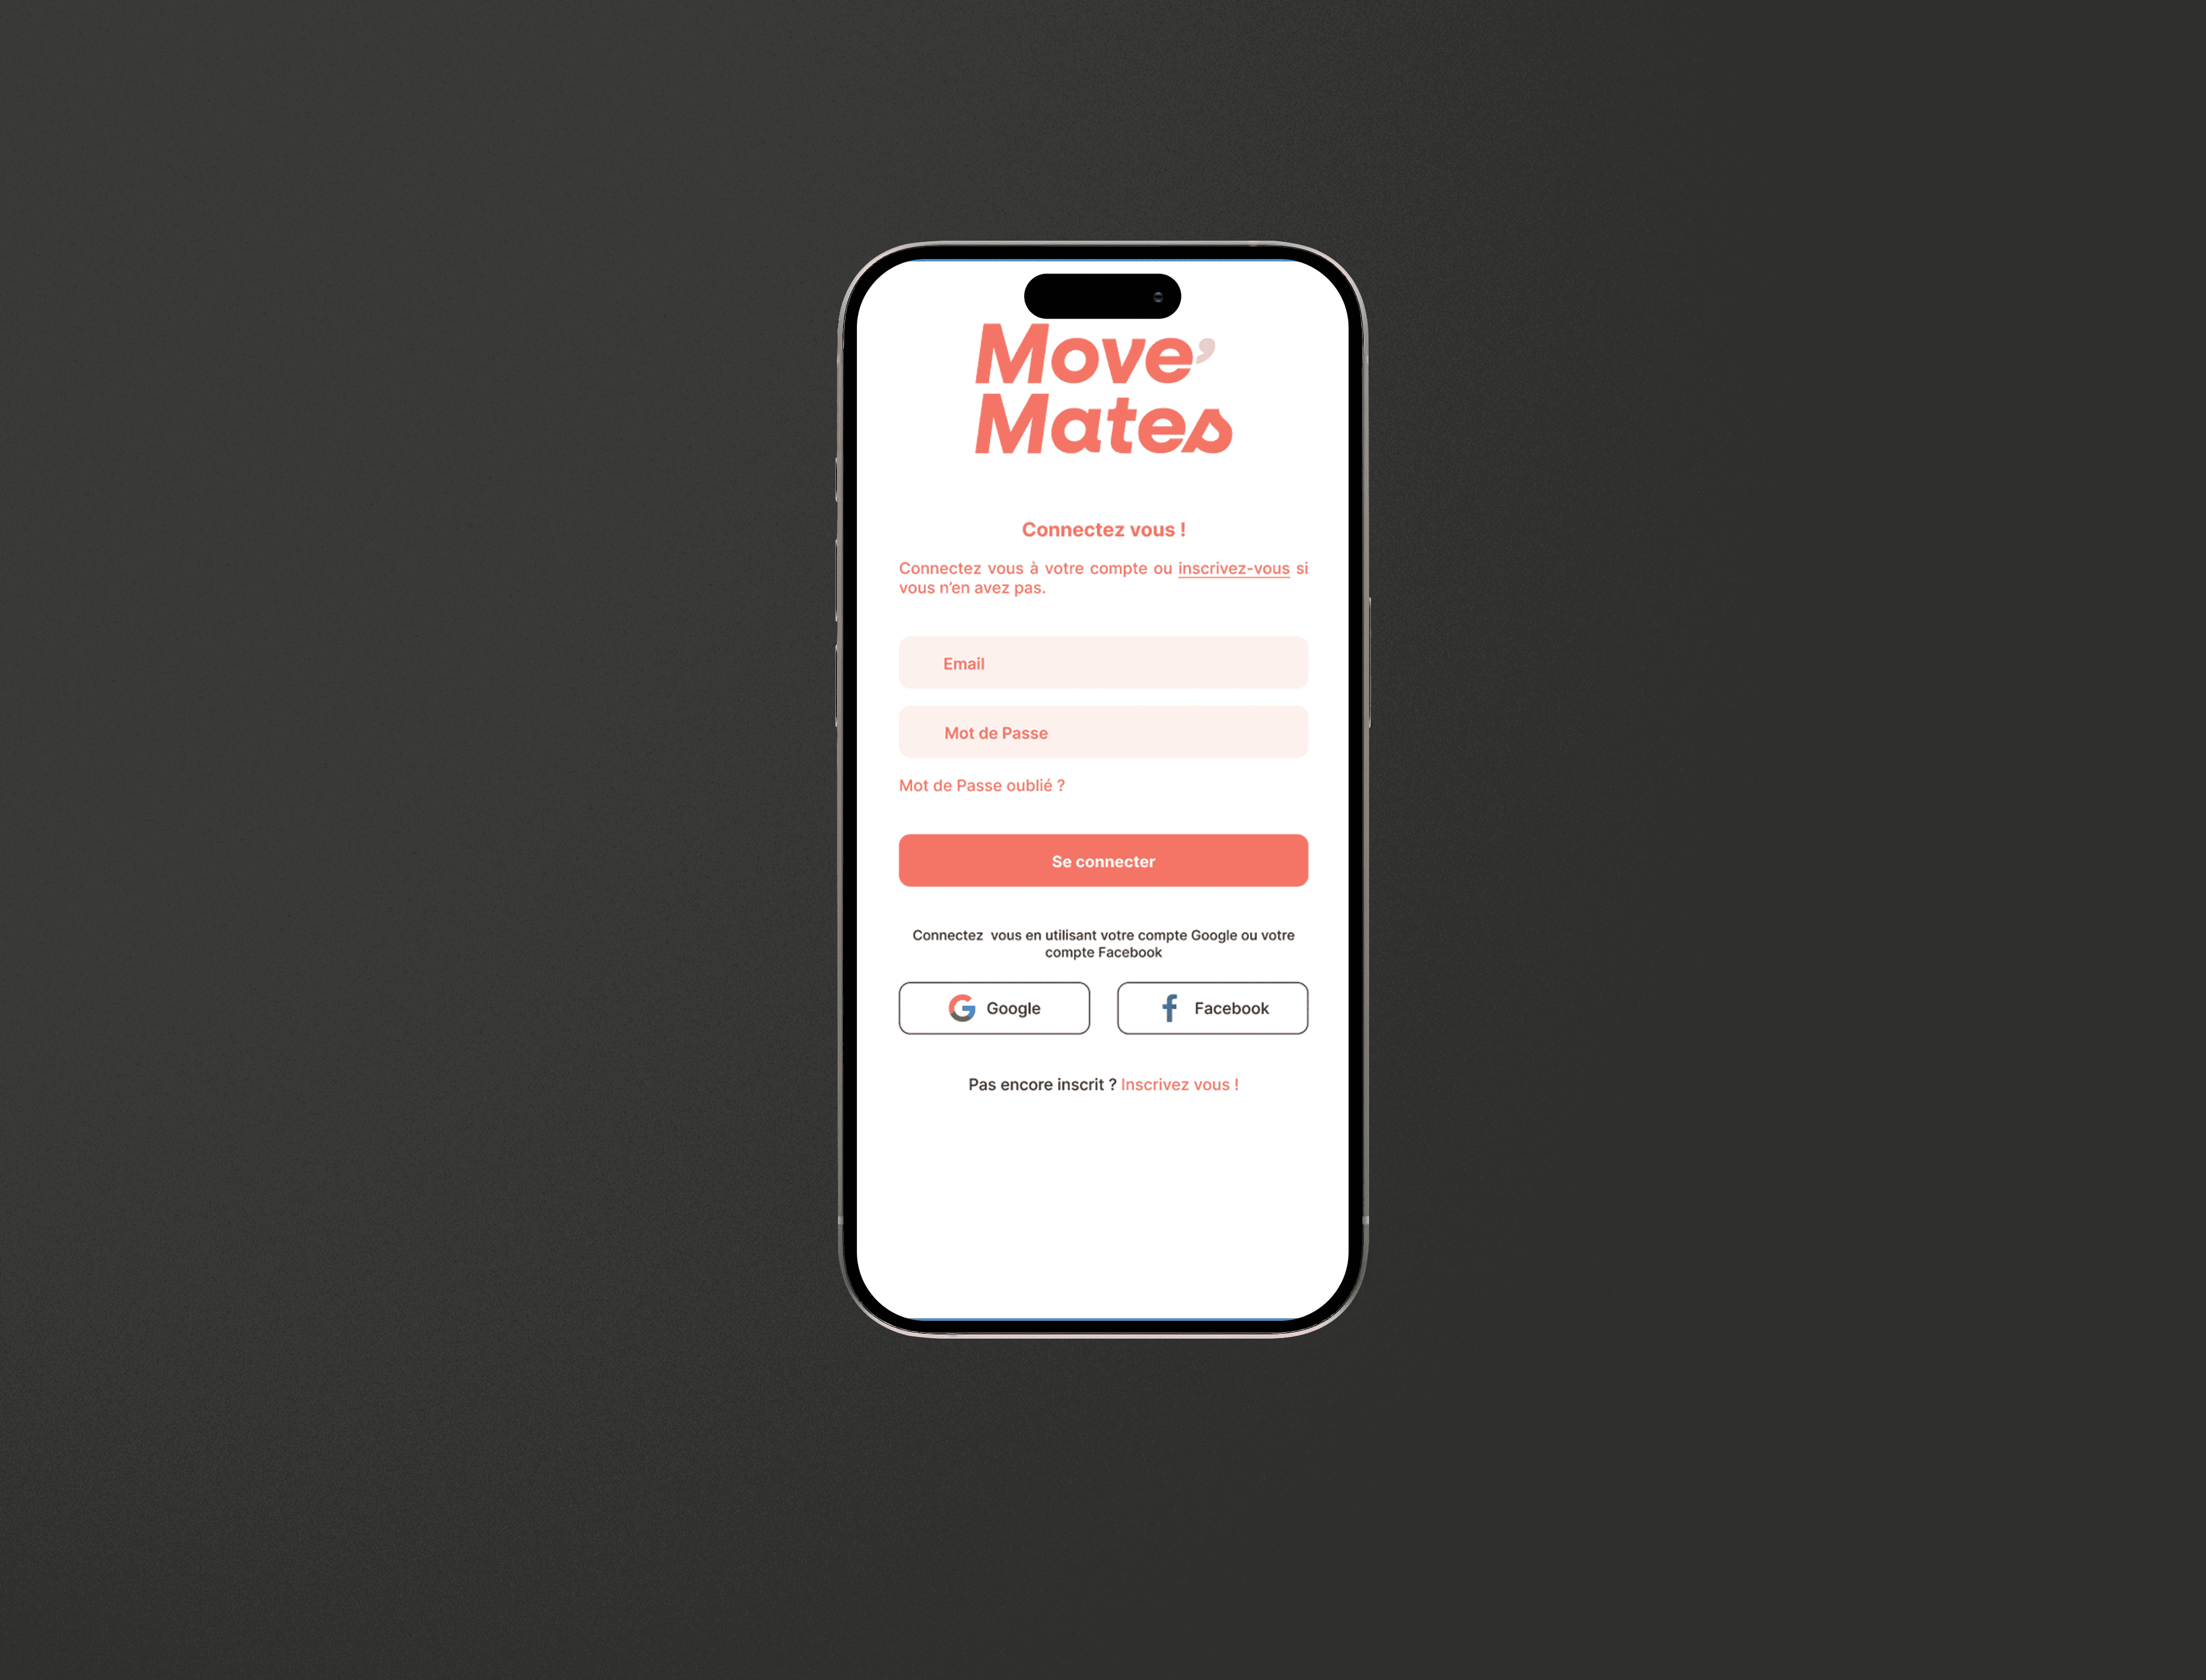 Move’
Mates
Connectez vous !
Connectez vous à votre compte ou inscrivez-vous si
vous n’en avez pas.
Email
Mot de Passe
Mot de Passe oublié ?
Se connecter
Connectez  vous en utilisant votre compte Google ou votre
compte Facebook
Google
Facebook
Pas encore inscrit ? Inscrivez vous !